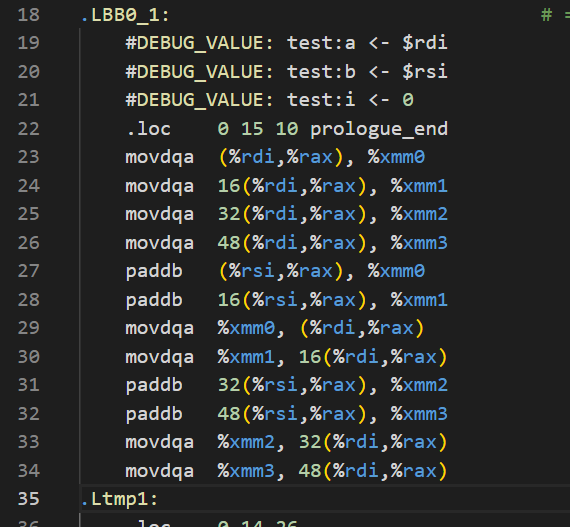 18 .LBB0_1: # =
19 #DEBUG_VALUE: test:a <- $rdi
20 #DEBUG_VALUE: test:b <- $rsi
21 #DEBUG_VALUE: test:i <- 0
22 .loc 0 15 10 prologue_end
23 movdqa (%rdi,%rax), %xmm0
24 movdqa 16(%rdi,%rax), %xmm1
25 movdqa 32(%rdi,%rax), %xmm2
26 movdqa 48(%rdi,%rax), %xmm3
27 paddb (%rsi,%rax), %xmm0
28 paddb 16(%rsi,%rax), %xmm1
29 movdqa %xmm0, (%rdi,%rax)
30 movdqa %xmm1, 16(%rdi,%rax)
31 paddb 32(%rsi,%rax), %xmm2
32 paddb 48(%rsi,%rax), %xmm3
33 movdqa %xmm2, 32(%rdi,%rax)
34 movdqa %xmm3, 48(%rdi,%rax)
35 .Ltmp1:
.loc 0 14 26